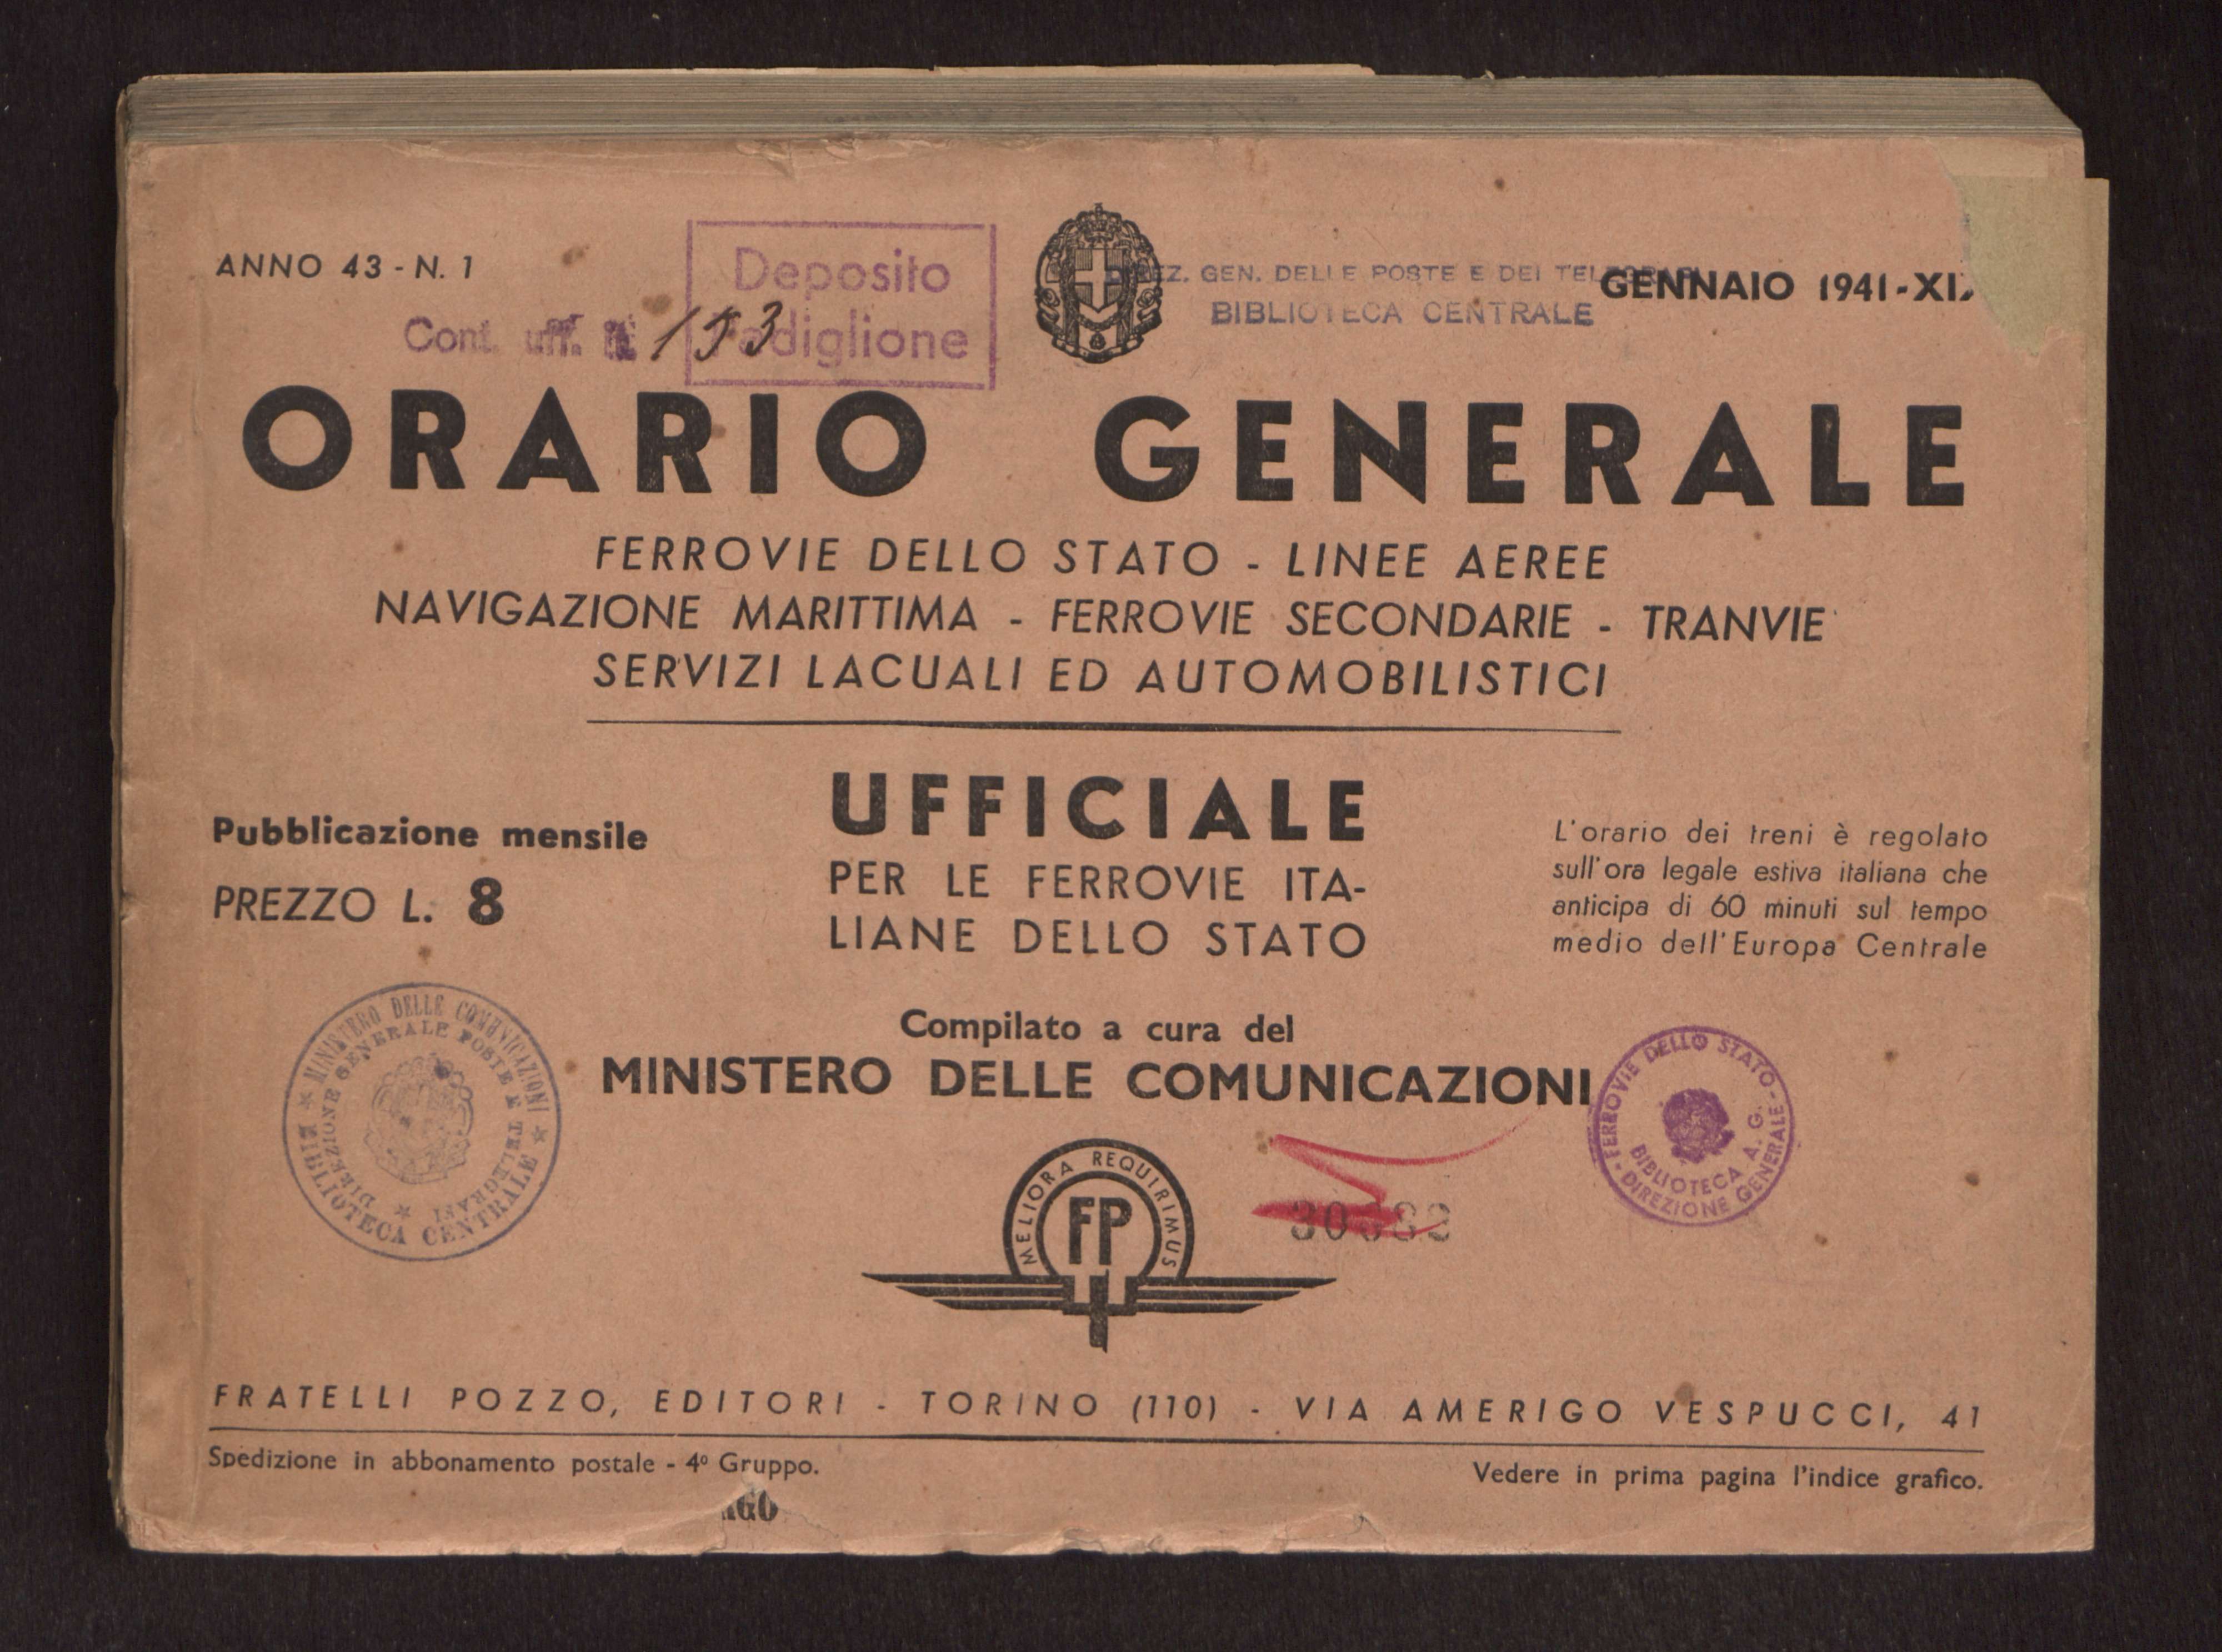 ANNO 43 - N. 1
Deposito
DIREZ. GEN. DELLE POSTE E DEI TELEGRAFI
GENNAIO 1941-XI
BIBLIOTECA CENTRALE
Cont. uff. 153
Padiglione
ORARIO GENERALE
FERROVIE DELLO STATO - LINEE AEREE
NAVIGAZIONE MARITTIMA - FERROVIE SECONDARIE - TRANVIE
SERVIZI LACUALI ED AUTOMOBILISTICI
UFFICIALE
PER LE FERROVIE ITA-
LIANE DELLO STATO
Pubblicazione mensile
PREZZO L. 8
L'orario dei treni è regolato
sull'ora legale estiva italiana che
anticipa di 60 minuti sul tempo
medio dell'Europa Centrale
Compilato a cura del
MINISTERO DELLE COMUNICAZIONI
MINISTERO DELLE COMUNICAZIONI
DIREZIONE GENERALE POSTE E TELEGRAFI
BIBLIOTECA CENTRALE
FERROVIE DELLO STATO
BIBLIOTECA A. G.
DIREZIONE GENERALE
MELIORA REQUIRIMUS
FP
FRATELLI POZZO, EDITORI - TORINO (110) - VIA AMERIGO VESPUCCI, 41
Spedizione in abbonamento postale - 4º Gruppo.
Vedere in prima pagina l'indice grafico.